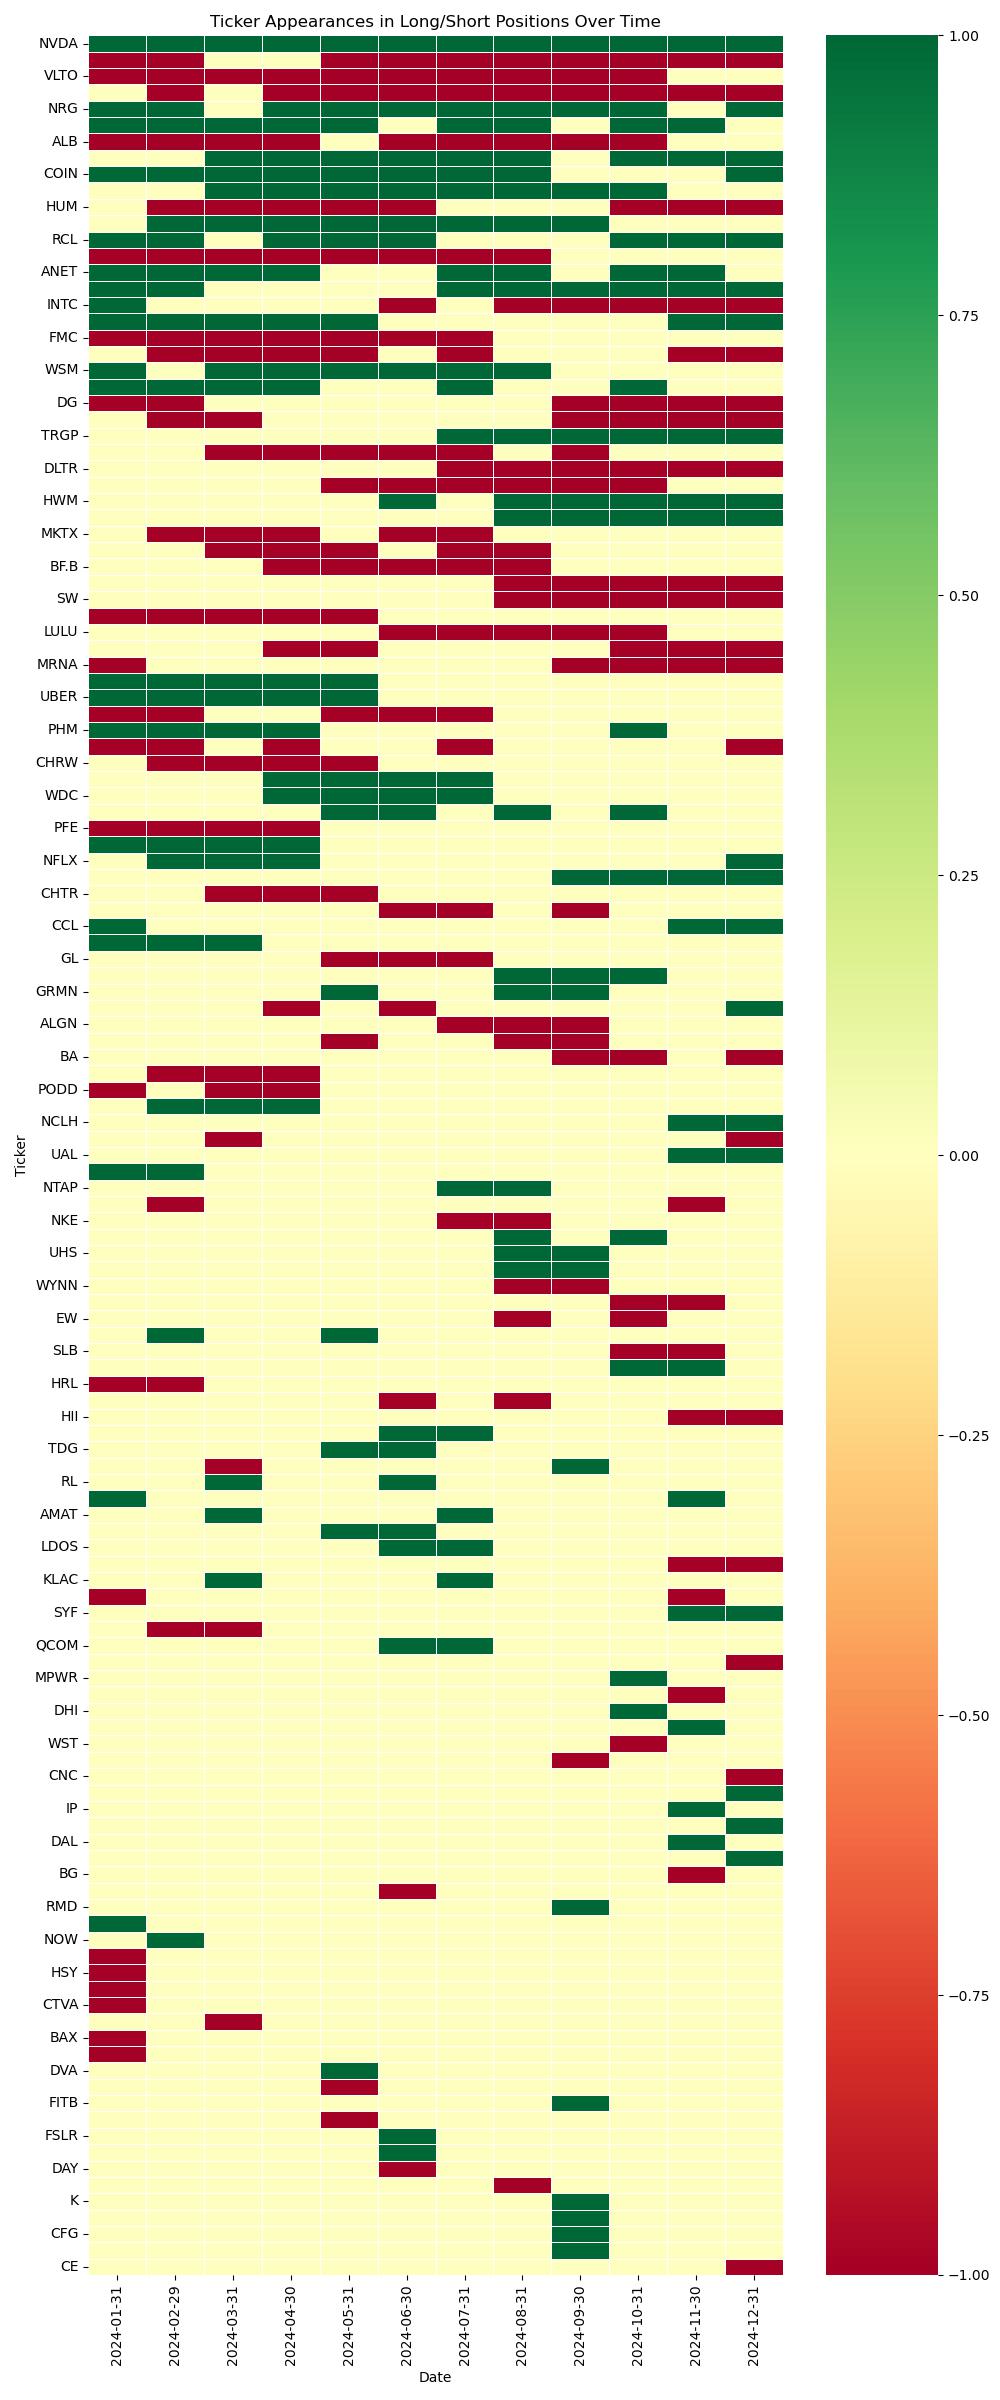 Ticker Appearances in Long/Short Positions Over Time
NVDA
VLTO
NRG
ALB
COIN
HUM
RCL
ANET
INTC
FMC
WSM
DG
TRGP
DLTR
HWM
MKTX
BF.B
SW
LULU
MRNA
UBER
PHM
CHRW
WDC
PFE
NFLX
CHTR
CCL
GL
GRMN
ALGN
BA
PODD
NCLH
UAL
NTAP
NKE
UHS
WYNN
EW
SLB
HRL
HII
TDG
RL
AMAT
LDOS
KLAC
SYF
QCOM
MPWR
DHI
WST
CNC
IP
DAL
BG
RMD
NOW
HSY
CTVA
BAX
DVA
FITB
FSLR
DAY
K
CFG
CE
Ticker
2024-01-31
2024-02-29
2024-03-31
2024-04-30
2024-05-31
2024-06-30
2024-07-31
2024-08-31
2024-09-30
2024-10-31
2024-11-30
2024-12-31
Date
1.00
0.75
0.50
0.25
0.00
−0.25
−0.50
−0.75
−1.00